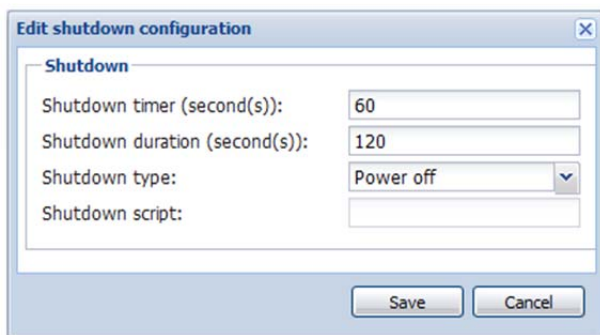 Edit shutdown configuration
Shutdown
Shutdown timer (second(s)): 60
Shutdown duration (second(s)): 120
Shutdown type: Power off
Shutdown script:
Save Cancel